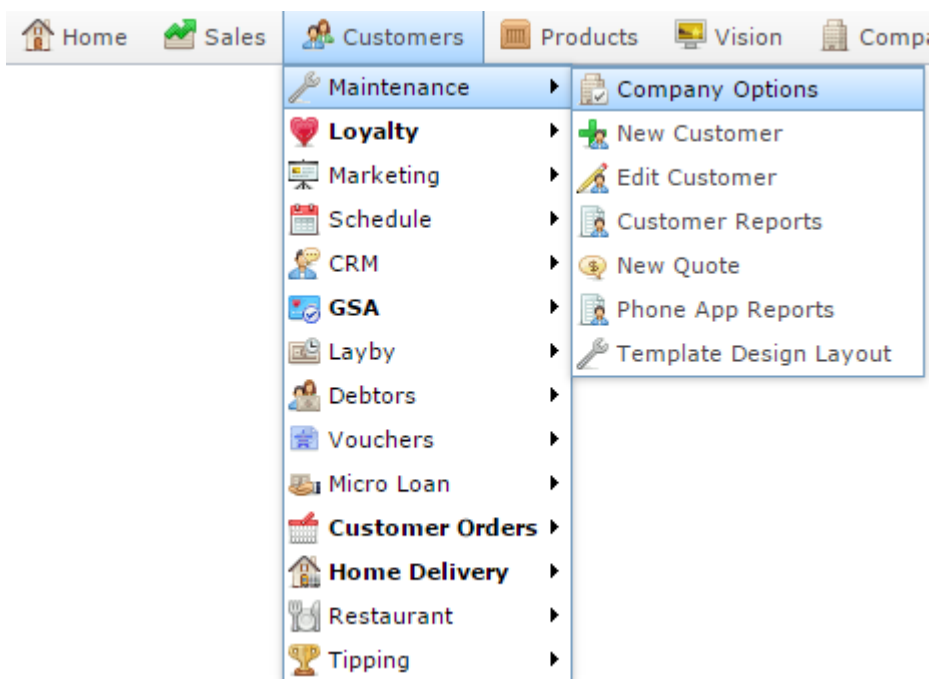 Home Sales Customers Products Vision Compa
Maintenance
Loyalty
Marketing
Schedule
CRM
GSA
Layby
Debtors
Vouchers
Micro Loan
Customer Orders
Home Delivery
Restaurant
Tipping
Company Options
New Customer
Edit Customer
Customer Reports
New Quote
Phone App Reports
Template Design Layout